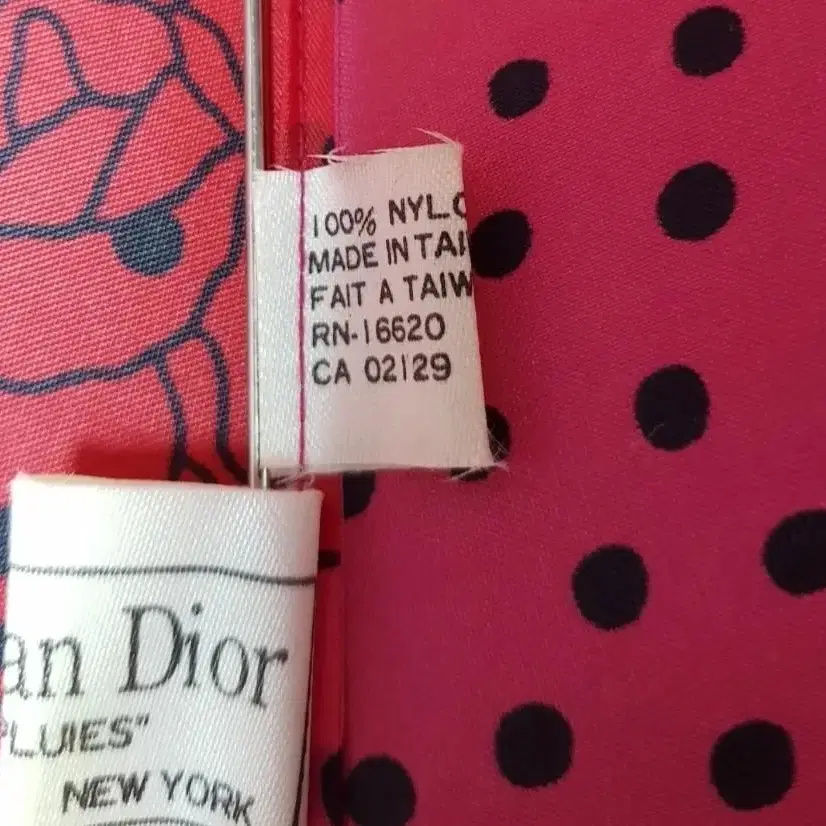 100% NYLO
MADE IN TAI
FAIT A TAIW
RN-16620
CA 02129
an Dior
PLUIES"
NEW YORK